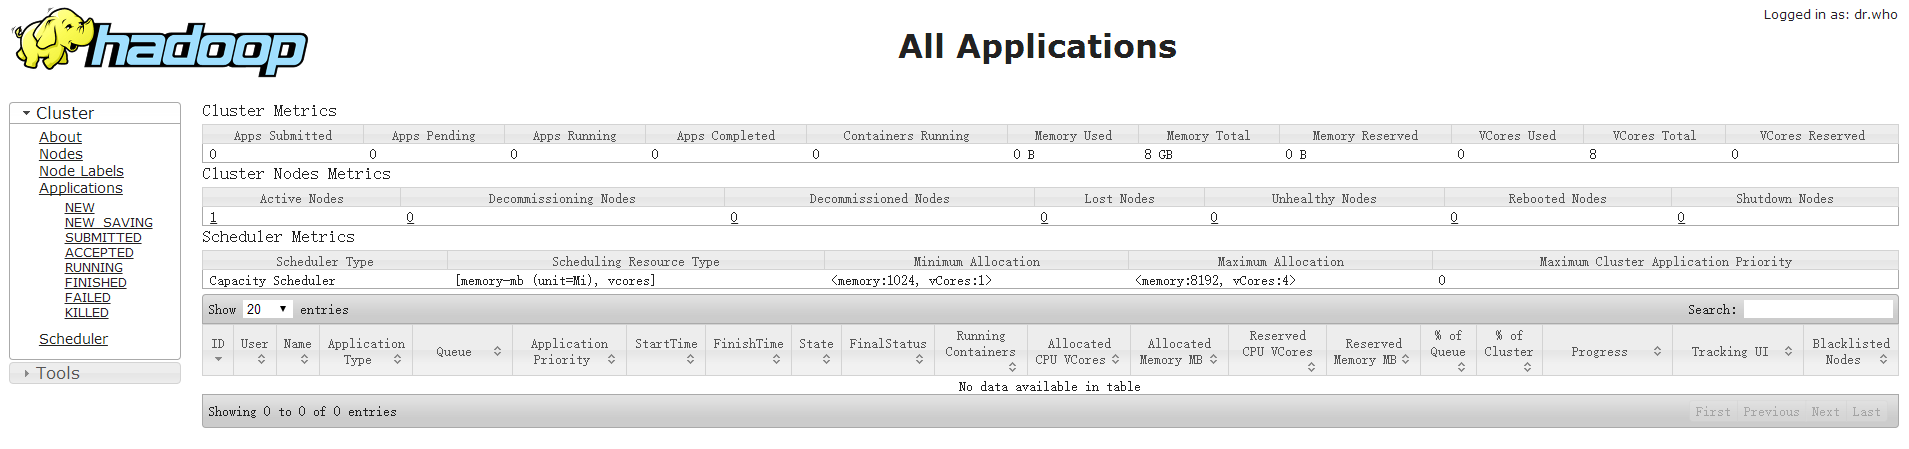 hadoop
Logged in as: dr.who
All Applications
Cluster
About
Nodes
Node Labels
Applications
NEW
NEW_SAVING
SUBMITTED
ACCEPTED
RUNNING
FINISHED
FAILED
KILLED
Scheduler
Tools
Cluster Metrics
Apps Submitted Apps Pending Apps Running Apps Completed Containers Running Memory Used Memory Total Memory Reserved VCores Used VCores Total VCores Reserved
0 0 0 0 0 0 B 8 GB 0 B 0 8 0
Cluster Nodes Metrics
Active Nodes Decommissioning Nodes Decommissioned Nodes Lost Nodes Unhealthy Nodes Rebooted Nodes Shutdown Nodes
1 0 0 0 0 0 0
Scheduler Metrics
Scheduler Type Scheduling Resource Type Minimum Allocation Maximum Allocation Maximum Cluster Application Priority
Capacity Scheduler [memory-mb (unit=Mi), vcores] <memory:1024, vCores:1> <memory:8192, vCores:4> 0
Show 20 entries Search:
ID User Name Application Type Queue Application Priority StartTime FinishTime State FinalStatus Running Containers Allocated CPU VCores Allocated Memory MB Reserved CPU VCores Reserved Memory MB % of Queue % of Cluster Progress Tracking UI Blacklisted Nodes
No data available in table
Showing 0 to 0 of 0 entries First Previous Next Last